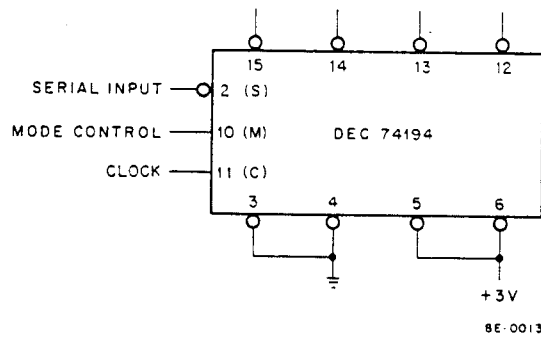 15 14 13 12
SERIAL INPUT 2 (S)
MODE CONTROL 10 (M) DEC 74194
CLOCK 11 (C)
3 4 5 6
+3V
8E-0013